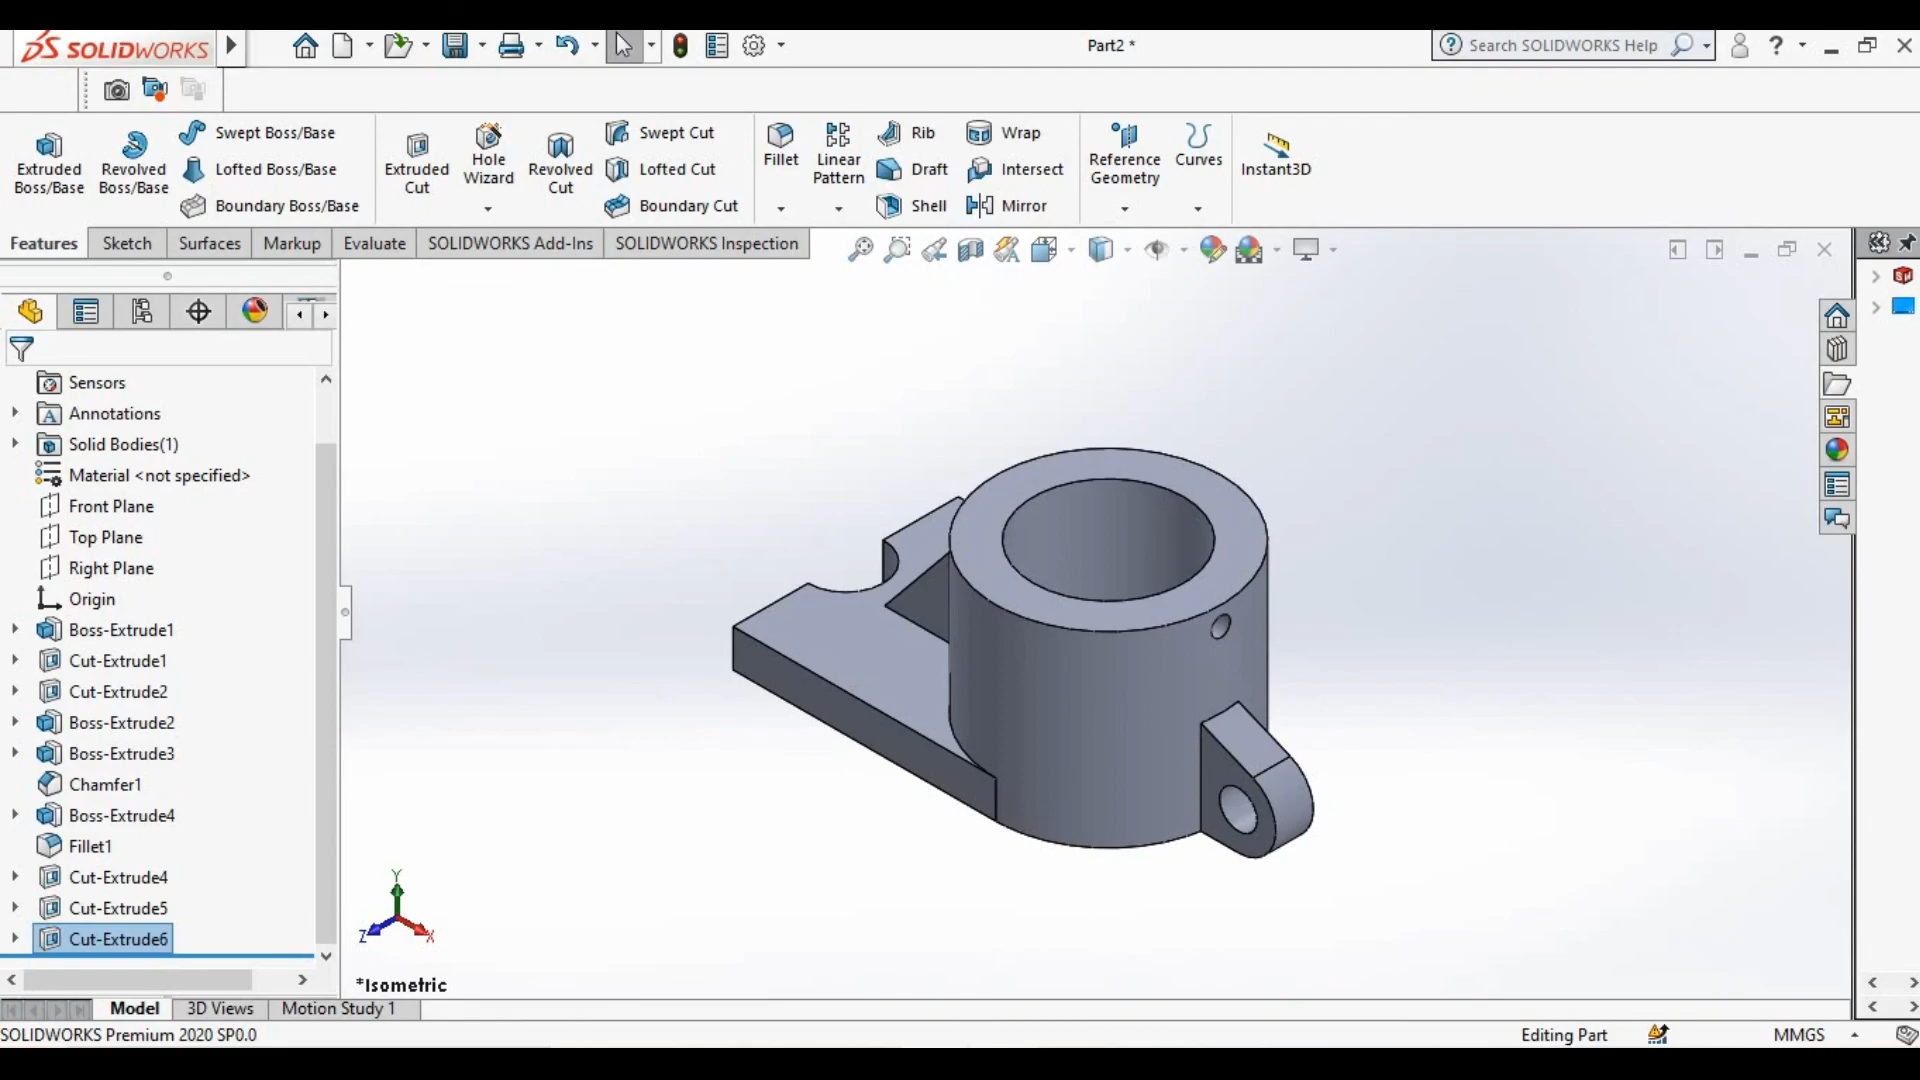 SOLIDWORKS
Part2 *
Search SOLIDWORKS Help
?
Extruded Boss/Base
Revolved Boss/Base
Swept Boss/Base
Lofted Boss/Base
Boundary Boss/Base
Extruded Cut
Hole Wizard
Revolved Cut
Swept Cut
Lofted Cut
Boundary Cut
Fillet
Linear Pattern
Rib
Draft
Shell
Wrap
Intersect
Mirror
Reference Geometry
Curves
Instant3D
Features
Sketch
Surfaces
Markup
Evaluate
SOLIDWORKS Add-Ins
SOLIDWORKS Inspection
Sensors
Annotations
Solid Bodies(1)
Material <not specified>
Front Plane
Top Plane
Right Plane
Origin
Boss-Extrude1
Cut-Extrude1
Cut-Extrude2
Boss-Extrude2
Boss-Extrude3
Chamfer1
Boss-Extrude4
Fillet1
Cut-Extrude4
Cut-Extrude5
Cut-Extrude6
Y
Z
X
*Isometric
Model
3D Views
Motion Study 1
SOLIDWORKS Premium 2020 SP0.0
Editing Part
MMGS